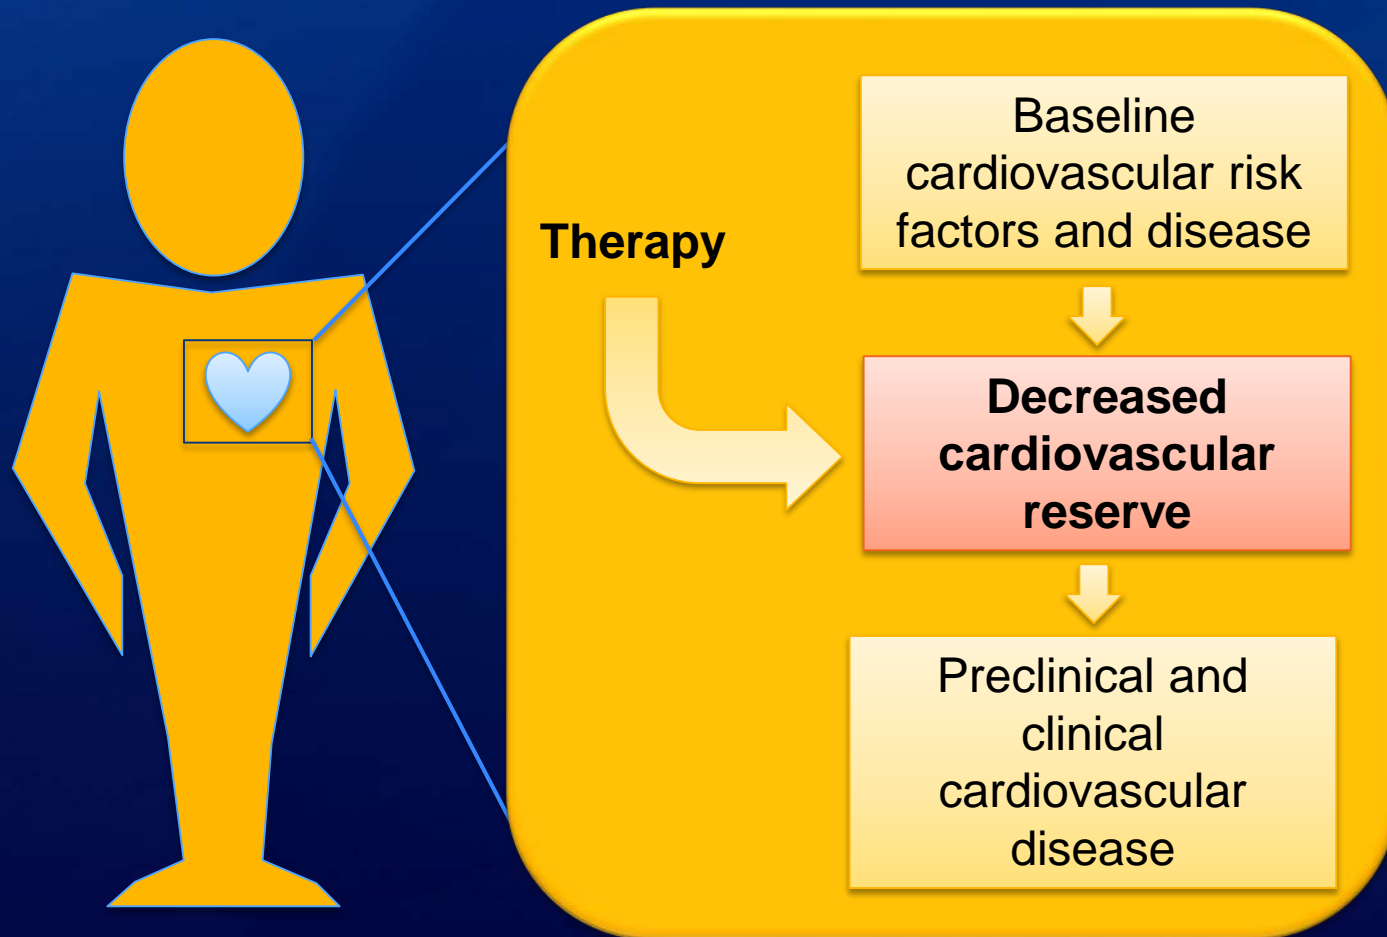 Baseline
cardiovascular risk
factors and disease
Therapy
Decreased
cardiovascular
reserve
Preclinical and
clinical
cardiovascular
disease